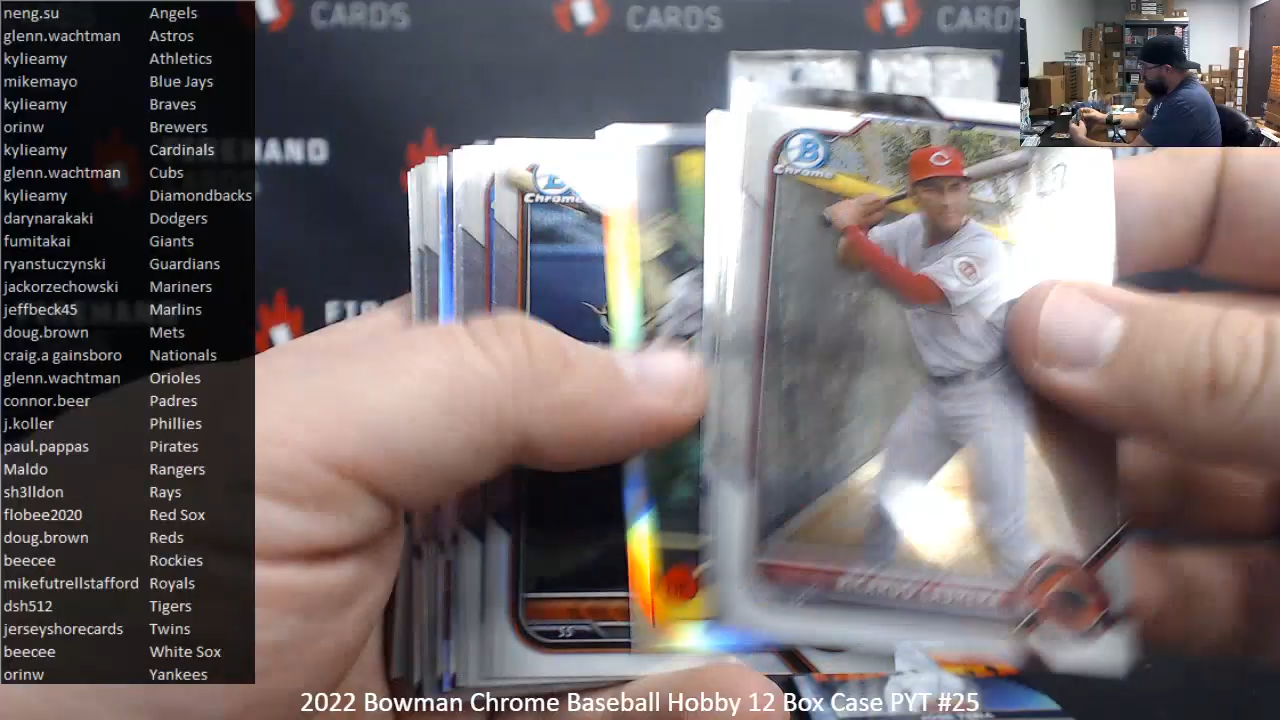 neng.su Angels
glenn.wachtman Astros
kylieamy Athletics
mikemayo Blue Jays
kylieamy Braves
orinw Brewers
kylieamy Cardinals
glenn.wachtman Cubs
kylieamy Diamondbacks
darynarakaki Dodgers
fumitakai Giants
ryanstuczynski Guardians
jackorzechowski Mariners
jeffbeck45 Marlins
doug.brown Mets
craig.a gainsboro Nationals
glenn.wachtman Orioles
connor.beer Padres
j.koller Phillies
paul.pappas Pirates
Maldo Rangers
sh3lldon Rays
flobee2020 Red Sox
doug.brown Reds
beecee Rockies
mikefutrellstafford Royals
dsh512 Tigers
jerseyshorecards Twins
beecee White Sox
orinw Yankees
CARDS
CARDS
CARDS
B
Chrome
Chrome
C
SS
2022 Bowman Chrome Baseball Hobby 12 Box Case PYT #25